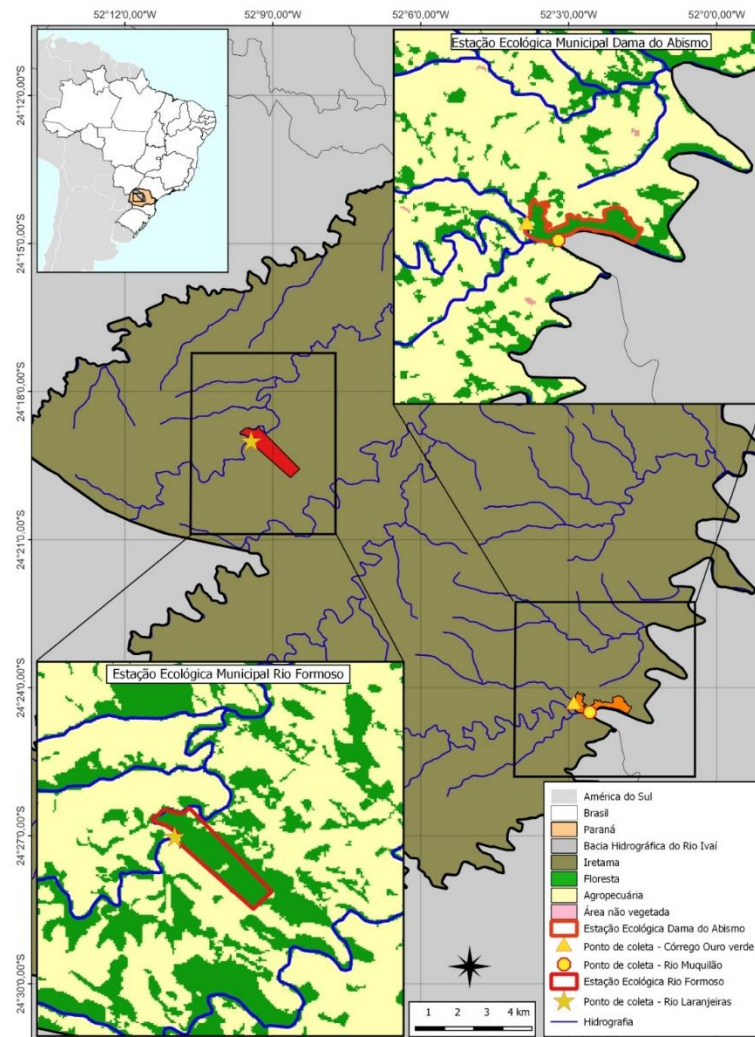 52°12'0.00"W 52°9'0.00"W 52°6'0.00"W 52°3'0.00"W 52°0'0.00"W
Estação Ecológica Municipal Dama do Abismo
24°12'0.00"S
24°15'0.00"S
24°18'0.00"S
24°21'0.00"S
24°24'0.00"S
24°27'0.00"S
24°30'0.00"S
Estação Ecológica Municipal Rio Formoso
América do Sul
Brasil
Paraná
Bacia Hidrográfica do Rio Ivaí
Iretama
Floresta
Agropecuária
Área não vegetada
Estação Ecológica Dama do Abismo
Ponto de coleta - Córrego Ouro verde
Ponto de coleta - Rio Muquilão
Estação Ecológica Rio Formoso
Ponto de coleta - Rio Laranjeiras
Hidrografia
1 2 3 4 km